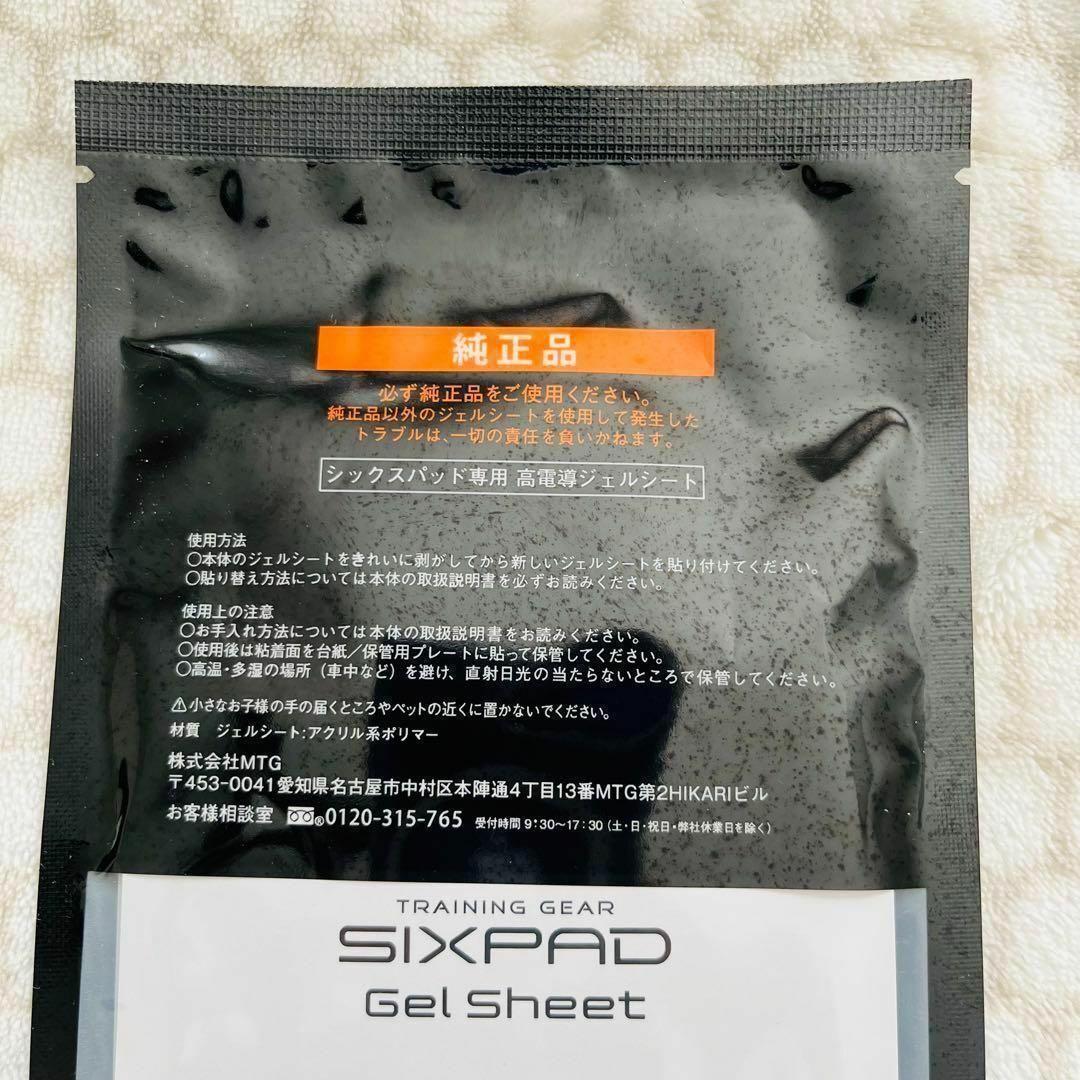 純正品
必ず純正品をご使用ください。
純正品以外のジェルシートを使用して発生した
トラブルは、一切の責任を負いかねます。
シックスパッド専用 高電導ジェルシート
使用方法
○本体のジェルシートをきれいに剥がしてから新しいジェルシートを貼り付けてください。
○貼り替え方法については本体の取扱説明書を必ずお読みください。
使用上の注意
○お手入れ方法については本体の取扱説明書をお読みください。
○使用後は粘着面を台紙/保管用プレートに貼って保管してください。
○高温・多湿の場所(車中など)を避け、直射日光の当たらないところで保管してください。
⚠小さなお子様の手の届くところやペットの近くに置かないでください。
材質 ジェルシート:アクリル系ポリマー
株式会社MTG
〒453-0041愛知県名古屋市中村区本陣通4丁目13番MTG第2HIKARIビル
お客様相談室 ®0120-315-765 受付時間 9:30~17:30(土・日・祝日・弊社休業日を除く)
TRAINING GEAR
SIXPAD
Gel Sheet